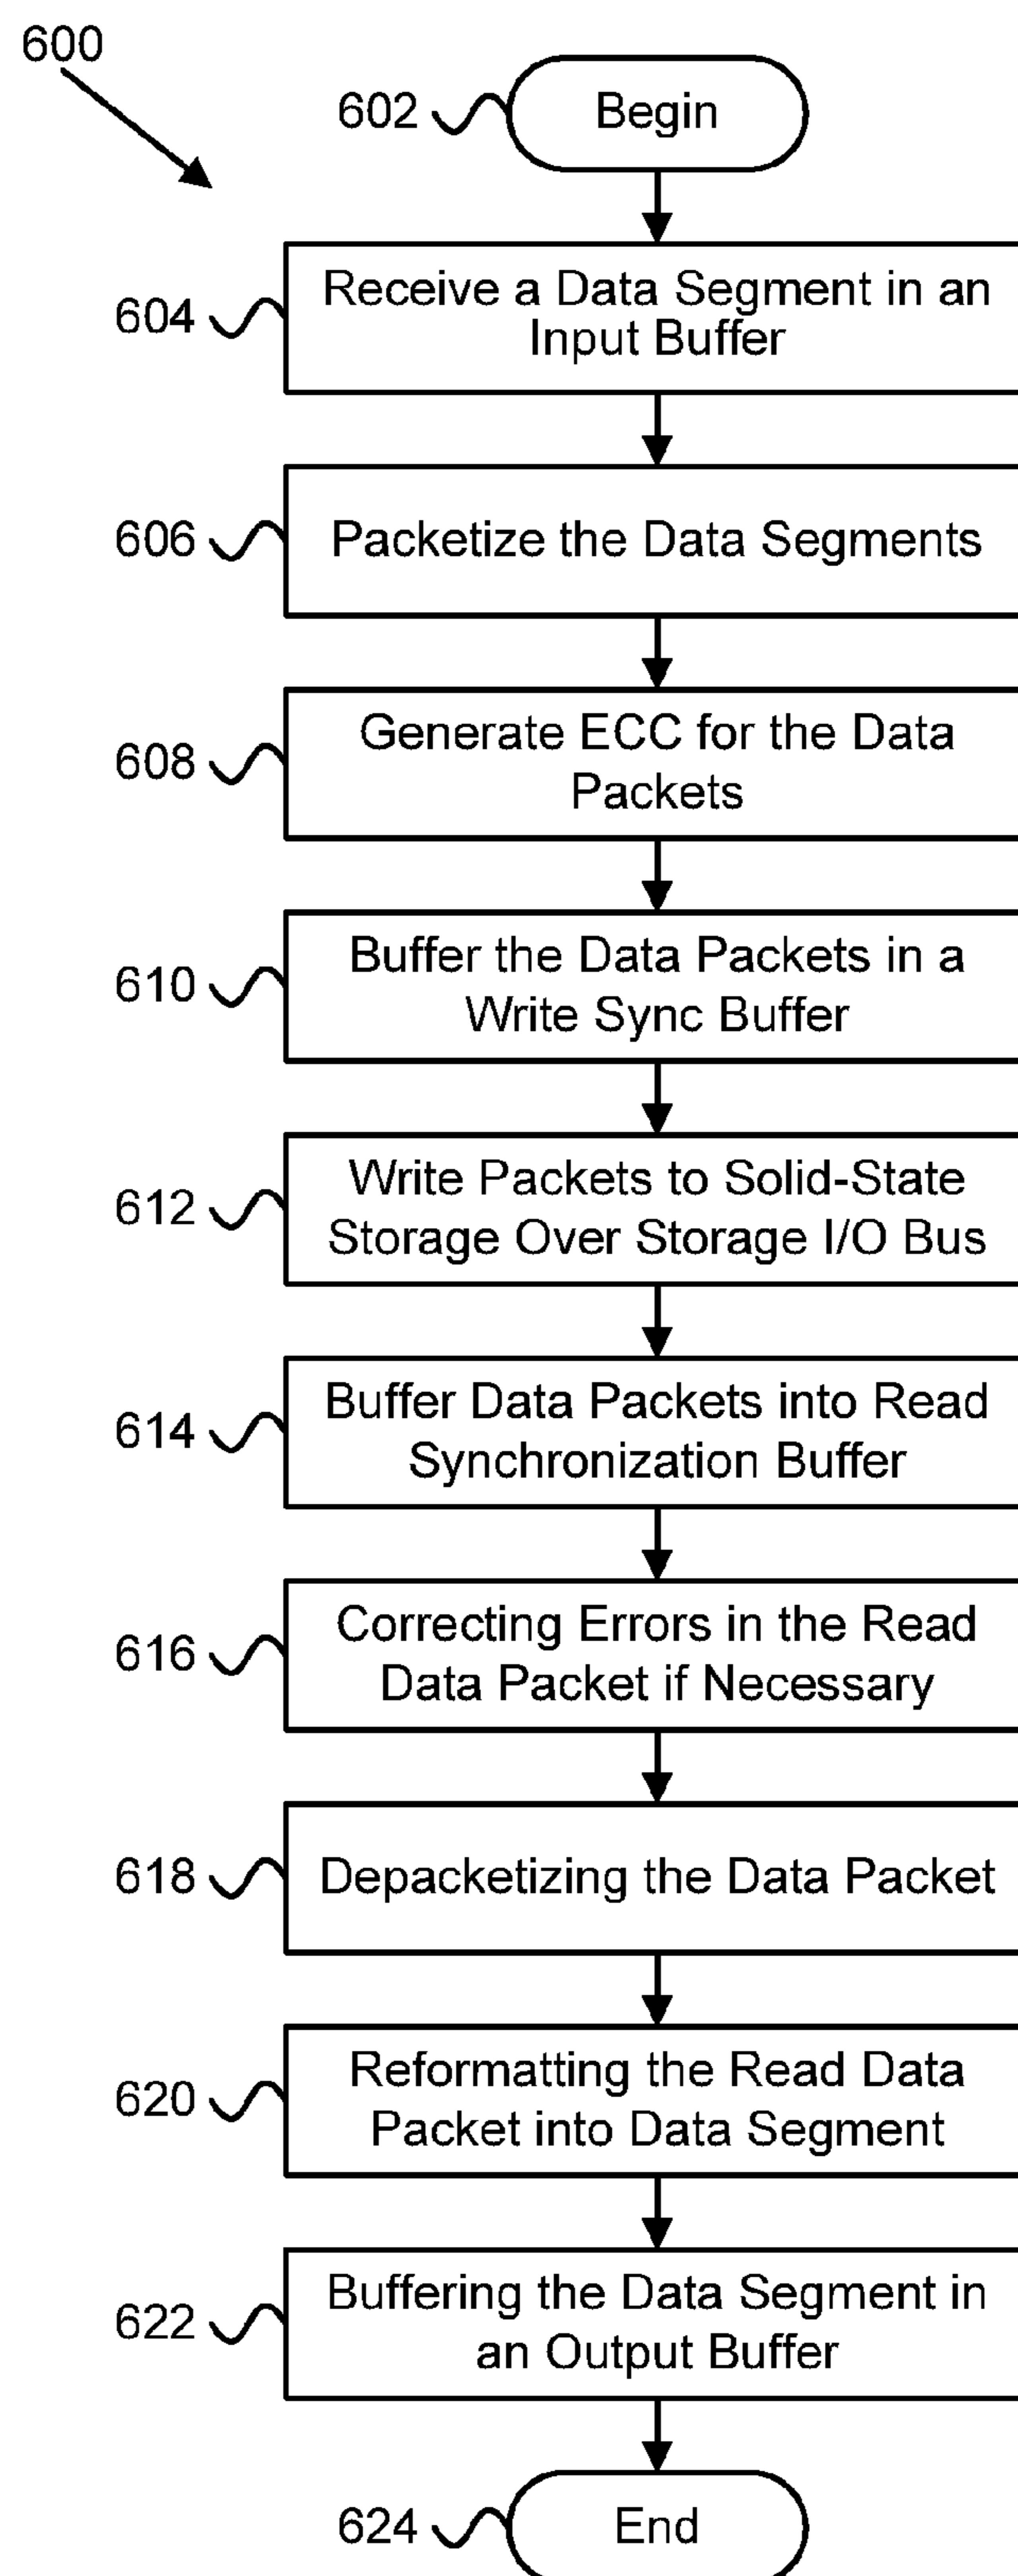 600
602
Begin
604
Receive a Data Segment in an
Input Buffer
606
Packetize the Data Segments
608
Generate ECC for the Data
Packets
610
Buffer the Data Packets in a
Write Sync Buffer
612
Write Packets to Solid-State
Storage Over Storage I/O Bus
614
Buffer Data Packets into Read
Synchronization Buffer
616
Correcting Errors in the Read
Data Packet if Necessary
618
Depacketizing the Data Packet
620
Reformatting the Read Data
Packet into Data Segment
622
Buffering the Data Segment in
an Output Buffer
624
End